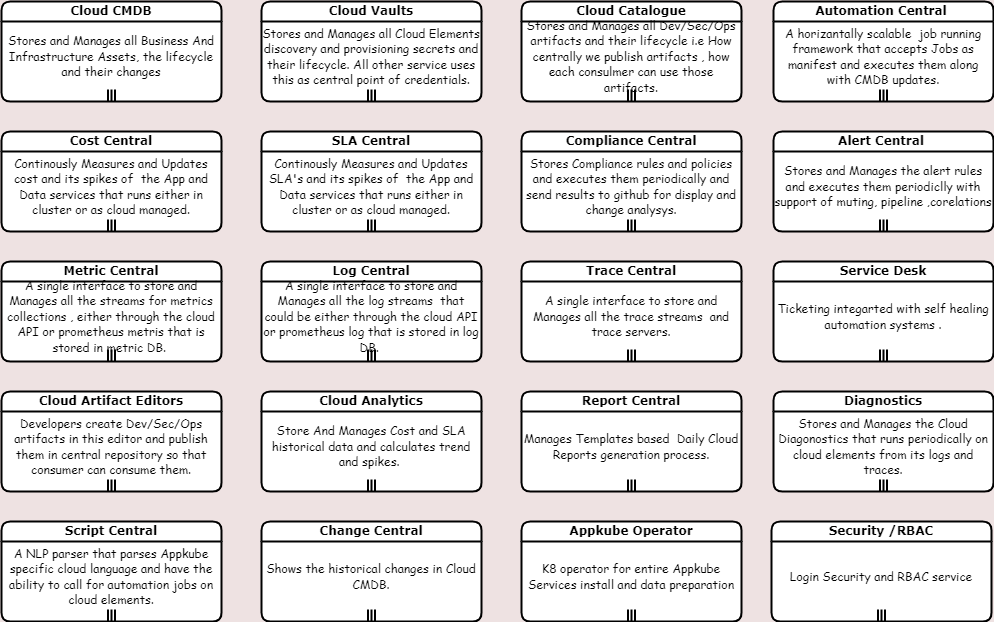 Cloud CMDB
Stores and Manages all Business And
Infrastructure Assets, the lifecycle
and their changes
Cloud Vaults
Stores and Manages all Cloud Elements
discovery and provisioning secrets and
their lifecycle. All other service uses
this as central point of credentials.
Cloud Catalogue
Stores and Manages all Dev/Sec/Ops
artifacts and their lifecycle i.e How
centrally we publish artifacts , how
each consulmer can use those
artifacts.
Automation Central
A horizantally scalable  job running
framework that accepts Jobs as
manifest and executes them along
with CMDB updates.
Cost Central
Continously Measures and Updates
cost and its spikes of  the App and
Data services that runs either in
cluster or as cloud managed.
SLA Central
Continously Measures and Updates
SLA's and its spikes of  the App and
Data services that runs either in
cluster or as cloud managed.
Compliance Central
Stores Compliance rules and policies
and executes them periodically and
send results to github for display and
change analysys.
Alert Central
Stores and Manages the alert rules
and executes them periodiclly with
support of muting, pipeline ,corelations
Metric Central
A single interface to store and
Manages all the streams for metrics
collections , either through the cloud
API or prometheus metris that is
stored in metric DB.
Log Central
A single interface to store and
Manages all the log streams  that
could be either through the cloud API
or prometheus log that is stored in log
DB.
Trace Central
A single interface to store and
Manages all the trace streams  and
trace servers.
Service Desk
Ticketing integarted with self healing
automation systems .
Cloud Artifact Editors
Developers create Dev/Sec/Ops
artifacts in this editor and publish
them in central repository so that
consumer can consume them.
Cloud Analytics
Store And Manages Cost and SLA
historical data and calculates trend
and spikes.
Report Central
Manages Templates based  Daily Cloud
Reports generation process.
Diagnostics
Stores and Manages the Cloud
Diagonostics that runs periodically on
cloud elements from its logs and
traces.
Script Central
A NLP parser that parses Appkube
specific cloud language and have the
ability to call for automation jobs on
cloud elements.
Change Central
Shows the historical changes in Cloud
CMDB.
Appkube Operator
K8 operator for entire Appkube
Services install and data preparation
Security /RBAC
Login Security and RBAC service